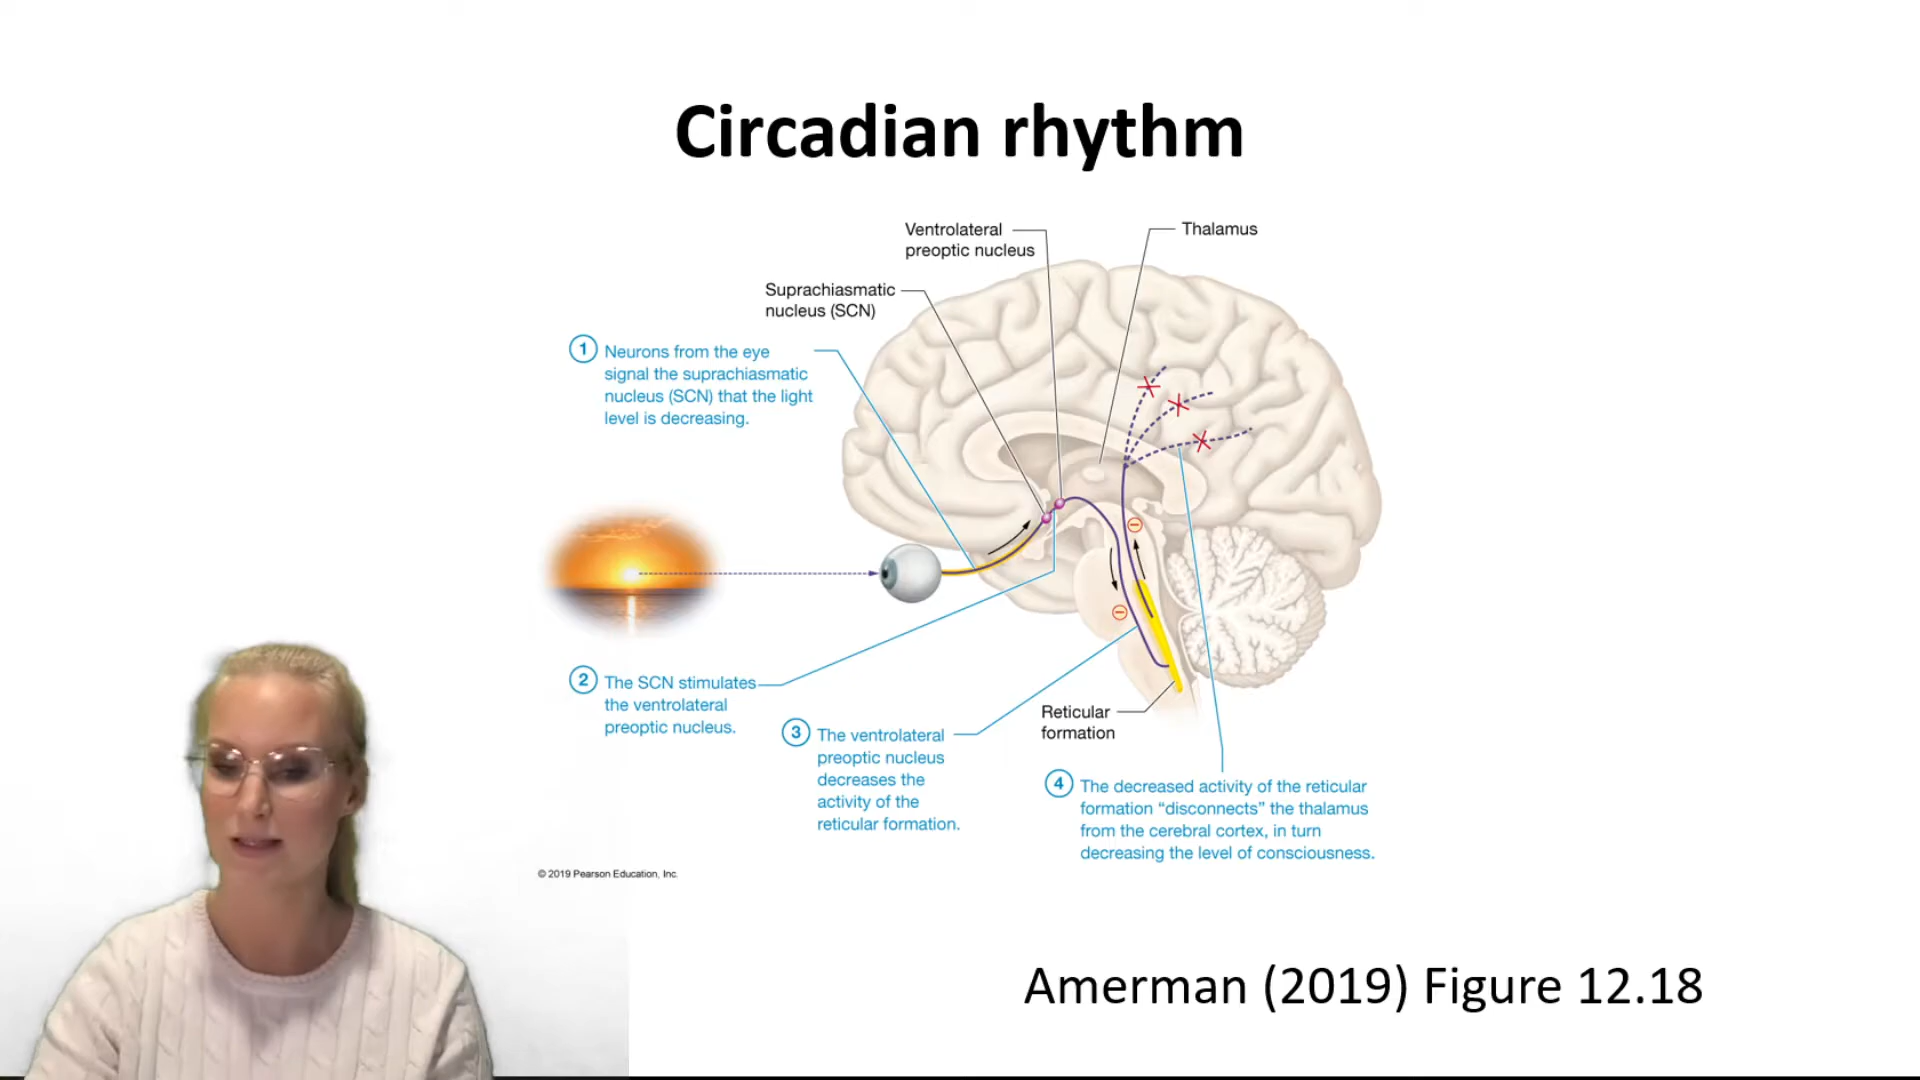 Circadian rhythm
Ventrolateral
preoptic nucleus
Thalamus
Suprachiasmatic
nucleus (SCN)
1 Neurons from the eye
signal the suprachiasmatic
nucleus (SCN) that the light
level is decreasing.
2 The SCN stimulates
the ventrolateral
preoptic nucleus.
3 The ventrolateral
preoptic nucleus
decreases the
activity of the
reticular formation.
Reticular
formation
4 The decreased activity of the reticular
formation “disconnects” the thalamus
from the cerebral cortex, in turn
decreasing the level of consciousness.
© 2019 Pearson Education, Inc.
Amerman (2019) Figure 12.18